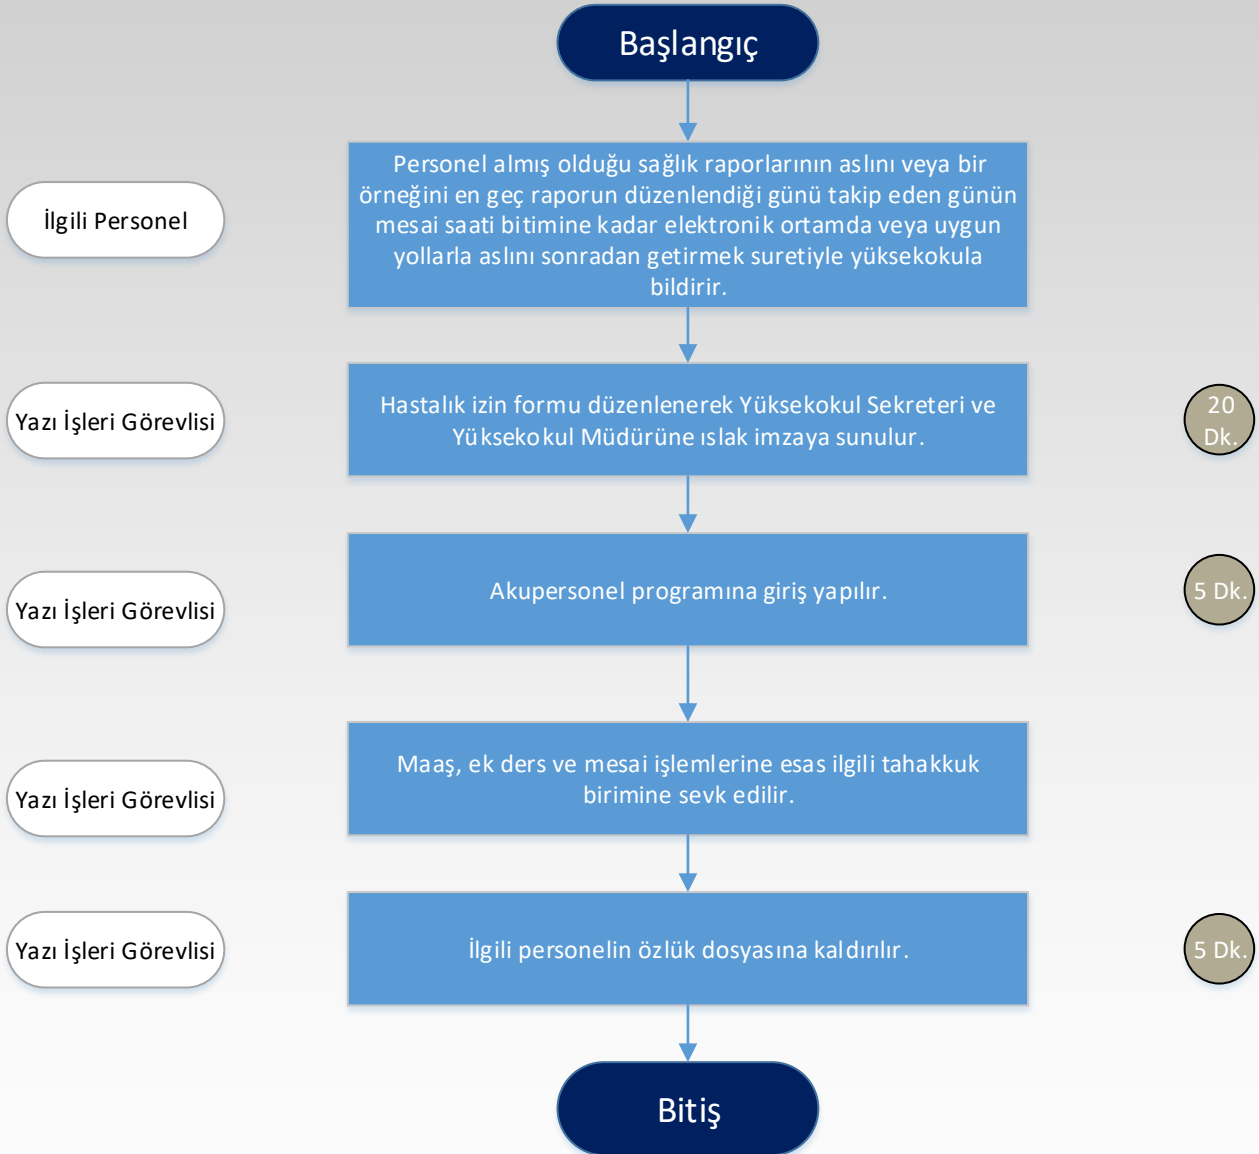 Başlangıç
İlgili Personel
Personel almış olduğu sağlık raporlarının aslını veya bir
örneğini en geç raporun düzenlendiği günü takip eden günün
mesai saati bitimine kadar elektronik ortamda veya uygun
yollarla aslını sonradan getirmek suretiyle yüksekokula
bildirir.
Yazı İşleri Görevlisi
Hastalık izin formu düzenlenerek Yüksekokul Sekreteri ve
Yüksekokul Müdürüne ıslak imzaya sunulur.
20
Dk.
Yazı İşleri Görevlisi
Akupersonel programına giriş yapılır.
5 Dk.
Yazı İşleri Görevlisi
Maaş, ek ders ve mesai işlemlerine esas ilgili tahakkuk
birimine sevk edilir.
Yazı İşleri Görevlisi
İlgili personelin özlük dosyasına kaldırılır.
5 Dk.
Bitiş